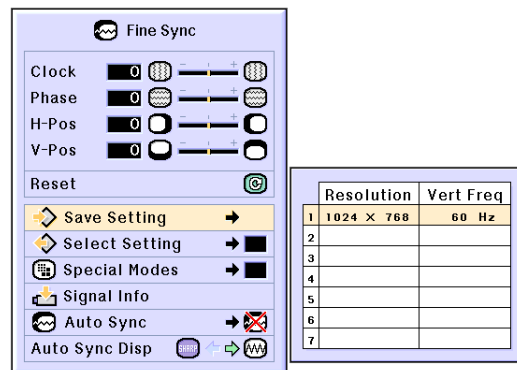 Fine Sync
Clock 0 - +
Phase 0 - +
H-Pos 0 - +
V-Pos 0 - +
Reset
Save Setting
Select Setting
Special Modes
Signal Info
Auto Sync
Auto Sync Disp SHARP
Resolution Vert Freq
1 1024 × 768 60 Hz
2
3
4
5
6
7